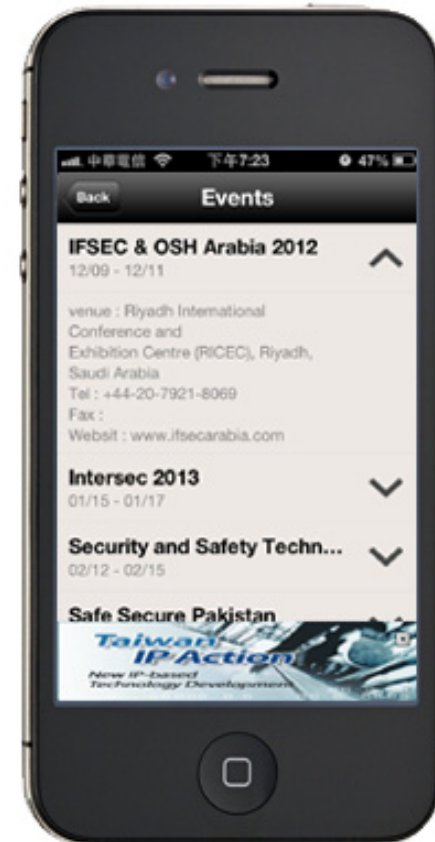 中華電信 下午7:23 47%
Back Events
IFSEC & OSH Arabia 2012
12/09 - 12/11
venue : Riyadh International
Conference and
Exhibition Centre (RICEC), Riyadh,
Saudi Arabia
Tel : +44-20-7921-8069
Fax :
Websit : www.ifsecarabia.com
Intersec 2013
01/15 - 01/17
Security and Safety Techn...
02/12 - 02/15
Safe Secure Pakistan
Taiwan
IP Action
New IP-based
Technology Development